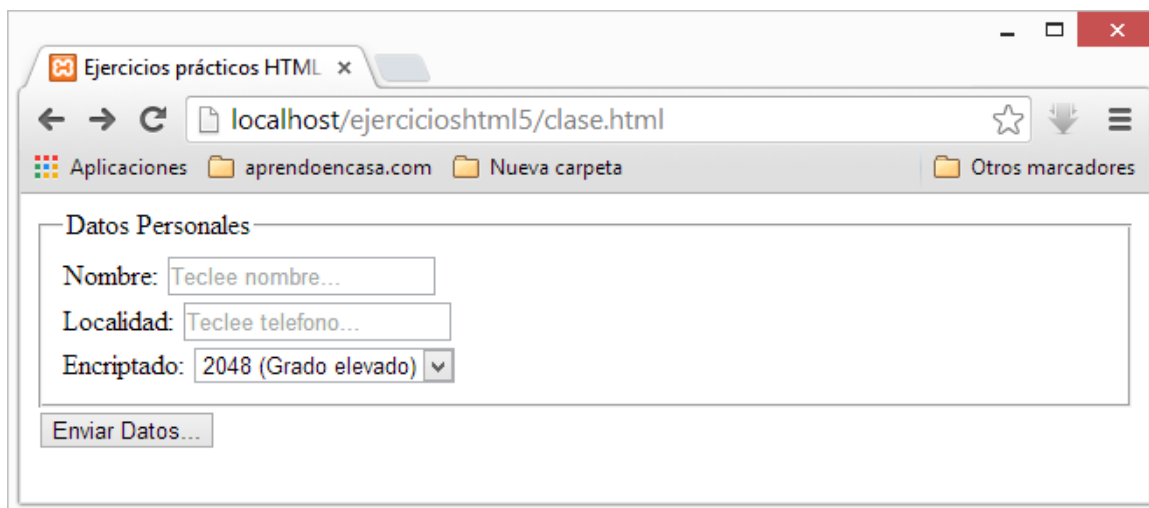 Ejercicios prácticos HTML
localhost/ejercicioshtml5/clase.html
Aplicaciones aprendoencasa.com Nueva carpeta Otros marcadores
Datos Personales
Nombre: Teclee nombre...
Localidad: Teclee telefono...
Encriptado: 2048 (Grado elevado)
Enviar Datos...